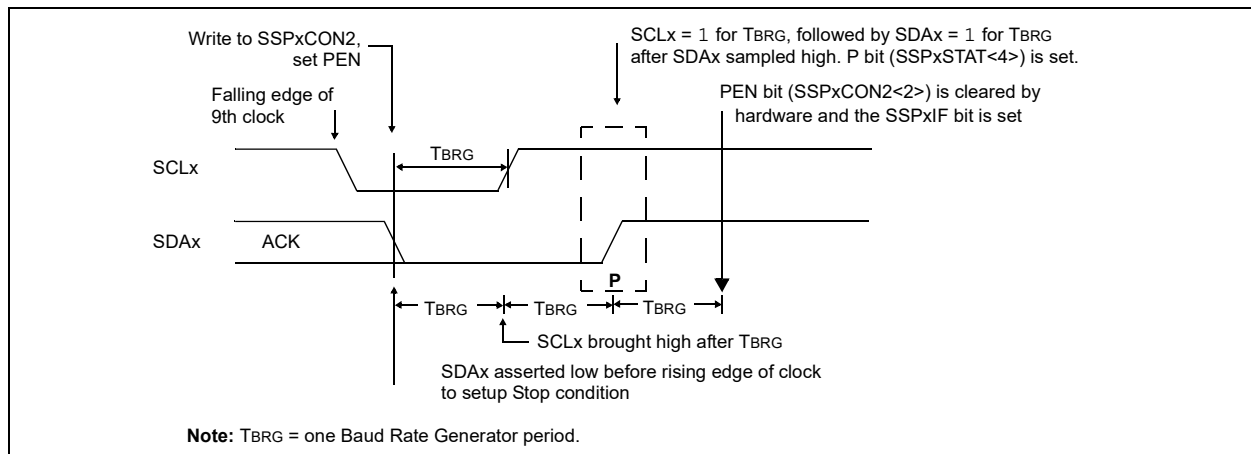 Write to SSPxCON2,
set PEN
SCLx = 1 for TBRG, followed by SDAx = 1 for TBRG
after SDAx sampled high. P bit (SSPxSTAT<4>) is set.
Falling edge of
9th clock
PEN bit (SSPxCON2<2>) is cleared by
hardware and the SSPxIF bit is set
TBRG
SCLx
SDAx
ACK
P
TBRG
TBRG
TBRG
SCLx brought high after TBRG
SDAx asserted low before rising edge of clock
to setup Stop condition
Note: TBRG = one Baud Rate Generator period.